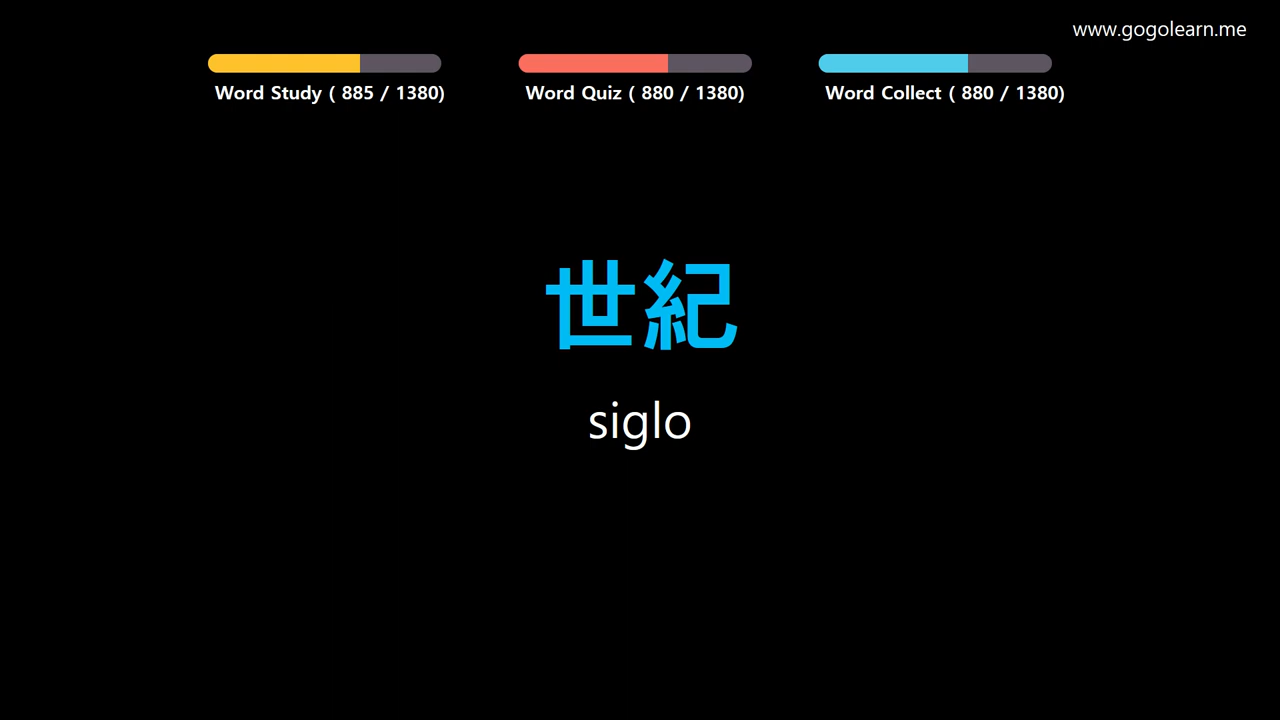 www.gogolearn.me
Word Study ( 885 / 1380)
Word Quiz ( 880 / 1380)
Word Collect ( 880 / 1380)
世紀
siglo